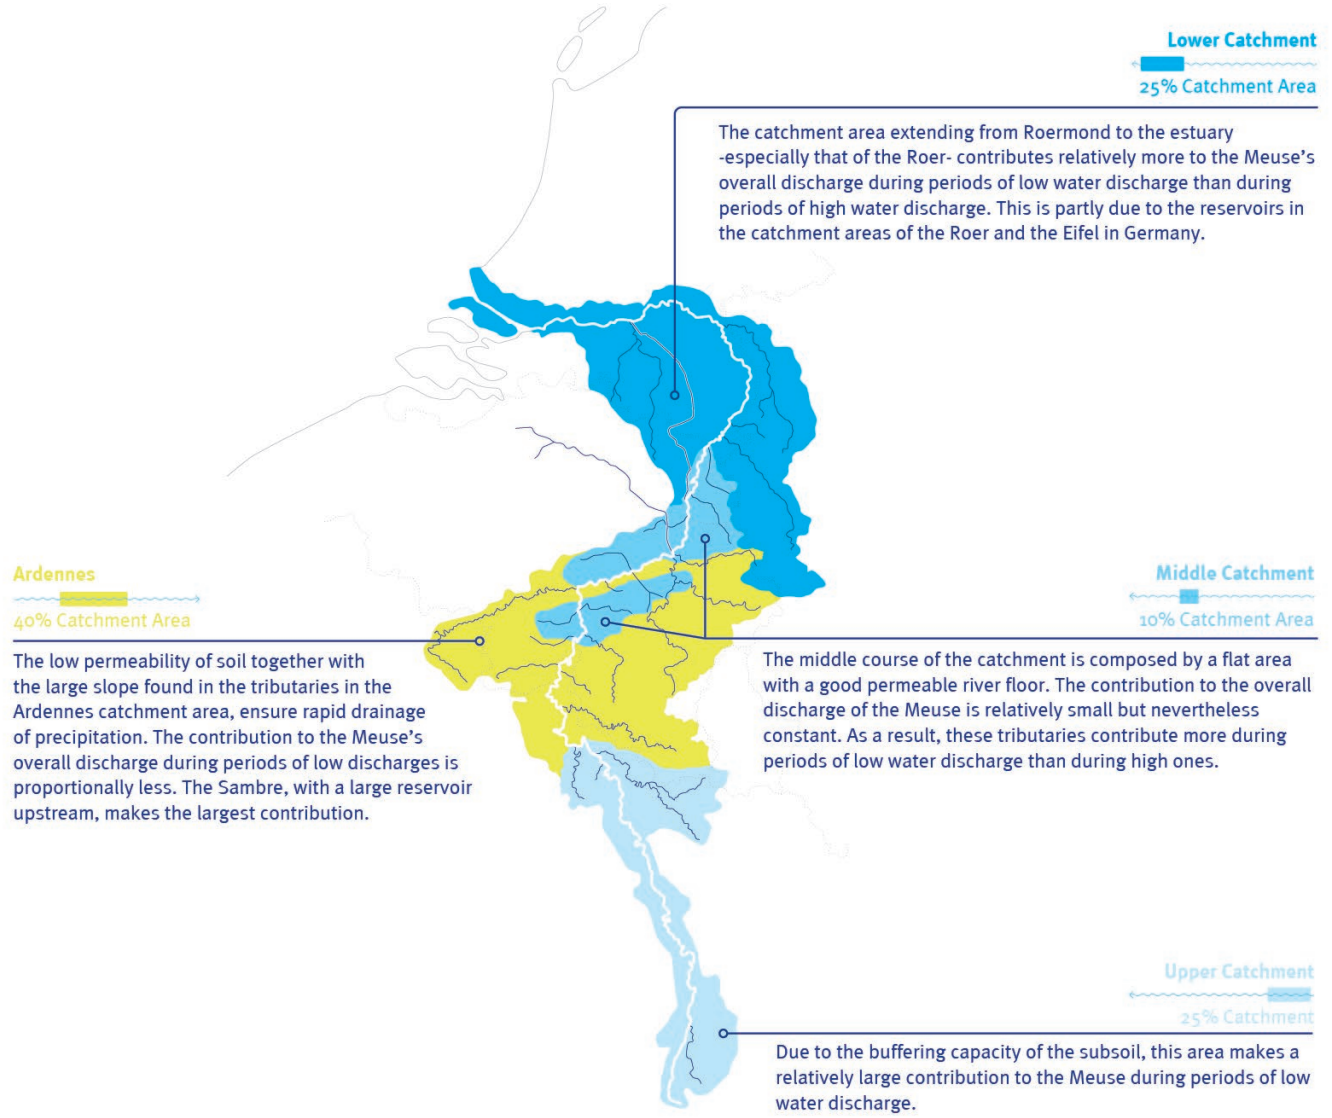 Lower Catchment
25% Catchment Area
The catchment area extending from Roermond to the estuary
-especially that of the Roer- contributes relatively more to the Meuse's
overall discharge during periods of low water discharge than during
periods of high water discharge. This is partly due to the reservoirs in
the catchment areas of the Roer and the Eifel in Germany.
Ardennes
40% Catchment Area
The low permeability of soil together with
the large slope found in the tributaries in the
Ardennes catchment area, ensure rapid drainage
of precipitation. The contribution to the Meuse's
overall discharge during periods of low discharges is
proportionally less. The Sambre, with a large reservoir
upstream, makes the largest contribution.
Middle Catchment
10% Catchment Area
The middle course of the catchment is composed by a flat area
with a good permeable river floor. The contribution to the overall
discharge of the Meuse is relatively small but nevertheless
constant. As a result, these tributaries contribute more during
periods of low water discharge than during high ones.
Upper Catchment
25% Catchment
Due to the buffering capacity of the subsoil, this area makes a
relatively large contribution to the Meuse during periods of low
water discharge.